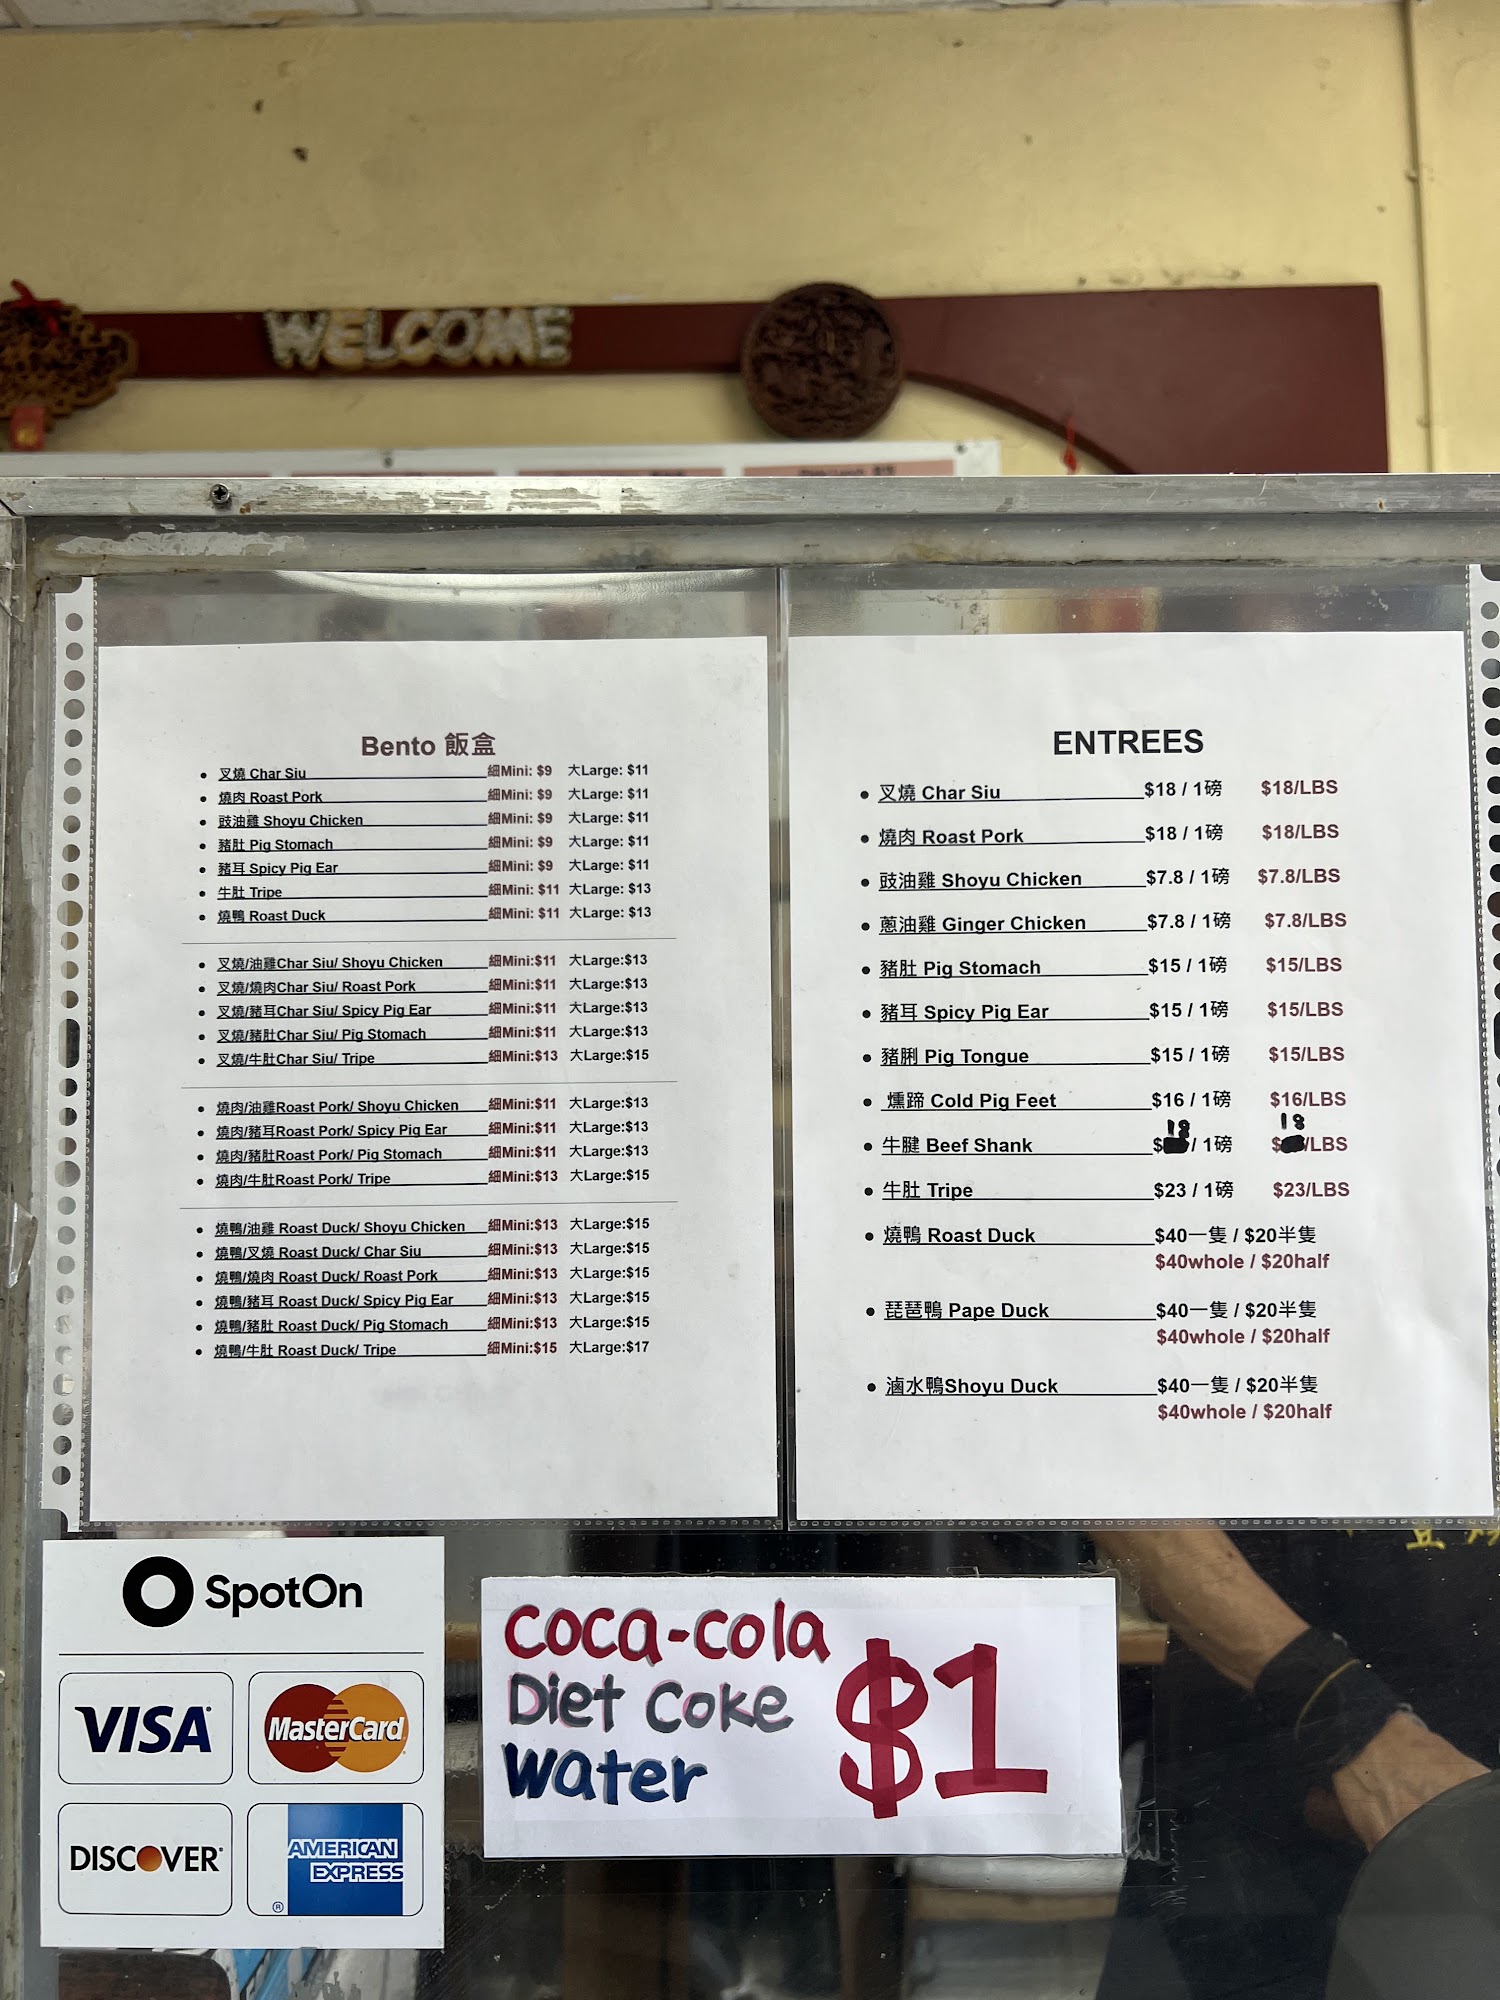 WELCOME
Bento 飯盒
叉燒 Char Siu 細Mini: $9 大Large: $11
燒肉 Roast Pork 細Mini: $9 大Large: $11
豉油雞 Shoyu Chicken 細Mini: $9 大Large: $11
豬肚 Pig Stomach 細Mini: $9 大Large: $11
豬耳 Spicy Pig Ear 細Mini: $9 大Large: $11
牛肚 Tripe 細Mini: $11 大Large: $13
燒鴨 Roast Duck 細Mini: $11 大Large: $13
叉燒/油雞Char Siu/ Shoyu Chicken 細Mini:$11 大Large:$13
叉燒/燒肉Char Siu/ Roast Pork 細Mini:$11 大Large:$13
叉燒/豬耳Char Siu/ Spicy Pig Ear 細Mini:$11 大Large:$13
叉燒/豬肚Char Siu/ Pig Stomach 細Mini:$11 大Large:$13
叉燒/牛肚Char Siu/ Tripe 細Mini:$13 大Large:$15
燒肉/油雞Roast Pork/ Shoyu Chicken 細Mini:$11 大Large:$13
燒肉/豬耳Roast Pork/ Spicy Pig Ear 細Mini:$11 大Large:$13
燒肉/豬肚Roast Pork/ Pig Stomach 細Mini:$11 大Large:$13
燒肉/牛肚Roast Pork/ Tripe 細Mini:$13 大Large:$15
燒鴨/油雞 Roast Duck/ Shoyu Chicken 細Mini:$13 大Large:$15
燒鴨/叉燒 Roast Duck/ Char Siu 細Mini:$13 大Large:$15
燒鴨/燒肉 Roast Duck/ Roast Pork 細Mini:$13 大Large:$15
燒鴨/豬耳 Roast Duck/ Spicy Pig Ear 細Mini:$13 大Large:$15
燒鴨/豬肚 Roast Duck/ Pig Stomach 細Mini:$13 大Large:$15
燒鴨/牛肚 Roast Duck/ Tripe 細Mini:$15 大Large:$17
ENTREES
叉燒 Char Siu $18 / 1磅 $18/LBS
燒肉 Roast Pork $18 / 1磅 $18/LBS
豉油雞 Shoyu Chicken $7.8 / 1磅 $7.8/LBS
蔥油雞 Ginger Chicken $7.8 / 1磅 $7.8/LBS
豬肚 Pig Stomach $15 / 1磅 $15/LBS
豬耳 Spicy Pig Ear $15 / 1磅 $15/LBS
豬脷 Pig Tongue $15 / 1磅 $15/LBS
燻蹄 Cold Pig Feet $16 / 1磅 $16/LBS
牛腱 Beef Shank $18 / 1磅 $18/LBS
牛肚 Tripe $23 / 1磅 $23/LBS
燒鴨 Roast Duck $40一隻 / $20半隻
$40whole / $20half
琵琶鴨 Pape Duck $40一隻 / $20半隻
$40whole / $20half
滷水鴨Shoyu Duck $40一隻 / $20半隻
$40whole / $20half
SpotOn
VISA MasterCard
DISCOVER AMERICAN EXPRESS
Coca-Cola
Diet Coke
Water
$1